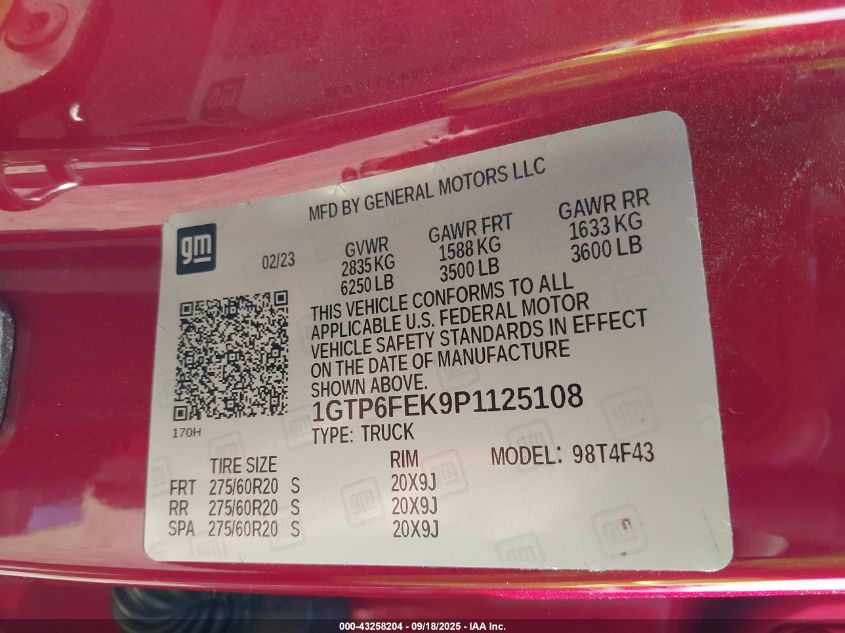 MFD BY GENERAL MOTORS LLC
gm
02/23
GVWR
2835 KG
6250 LB
GAWR FRT
1588 KG
3500 LB
GAWR RR
1633 KG
3600 LB
THIS VEHICLE CONFORMS TO ALL
APPLICABLE U.S. FEDERAL MOTOR
VEHICLE SAFETY STANDARDS IN EFFECT
ON THE DATE OF MANUFACTURE
SHOWN ABOVE.
170H
1GTP6FEK9P1125108
TYPE: TRUCK
TIRE SIZE RIM MODEL: 98T4F43
FRT 275/60R20 S 20X9J
RR 275/60R20 S 20X9J
SPA 275/60R20 S 20X9J
000-43258204 - 09/18/2025 - IAA Inc.